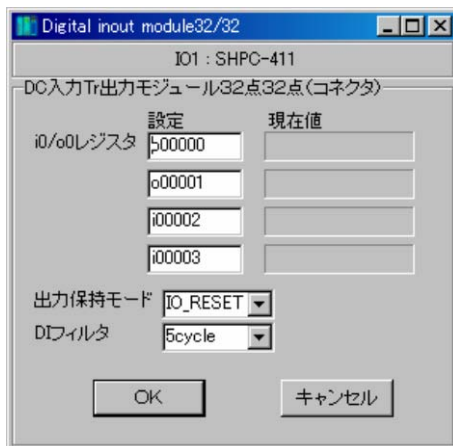 Digital inout module32/32
IO1 : SHPC-411
DC入力Tr出力モジュール32点32点(コネクタ)
設定 現在値
i0/o0レジスタ o00000
o00001
i00002
i00003
出力保持モード IO_RESET
DIフィルタ 5cycle
OK キャンセル